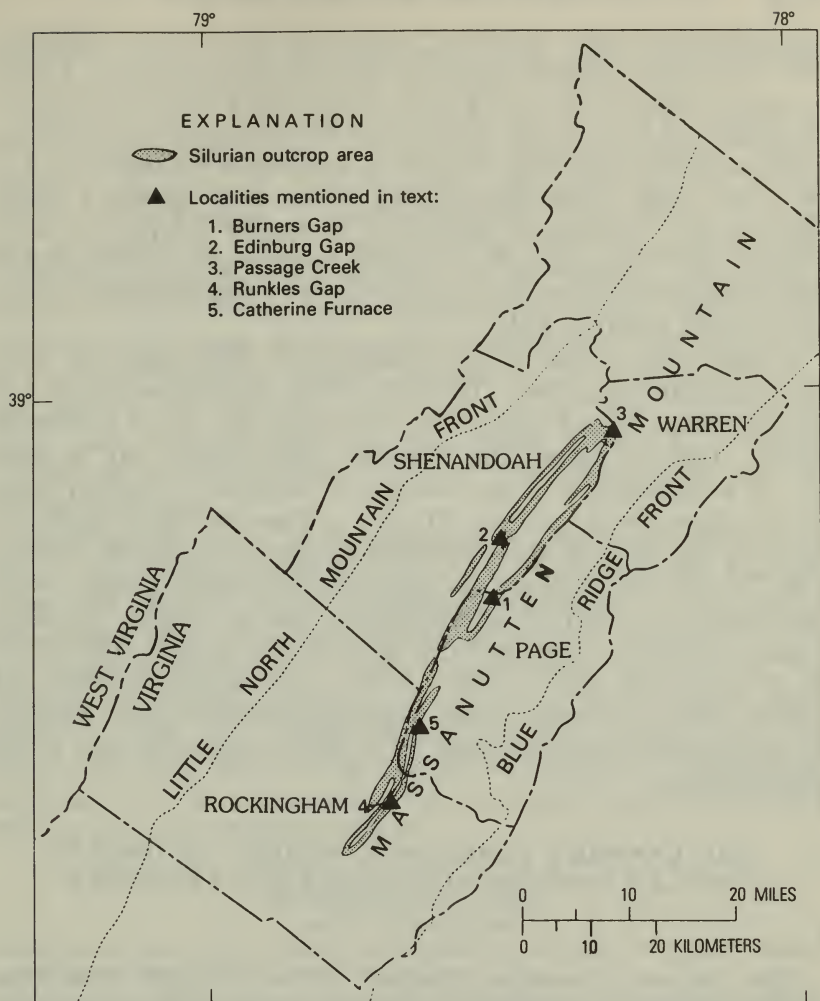 79°
78°
EXPLANATION
Silurian outcrop area
Localities mentioned in text:
1. Burners Gap
2. Edinburg Gap
3. Passage Creek
4. Runkles Gap
5. Catherine Furnace
39°
MASSANUTTEN MOUNTAIN
3
WARREN
LITTLE NORTH MOUNTAIN FRONT
SHENANDOAH
2
1
BLUE RIDGE FRONT
PAGE
WEST VIRGINIA
VIRGINIA
5
ROCKINGHAM
4
0 10 20 MILES
0 10 20 KILOMETERS
79°